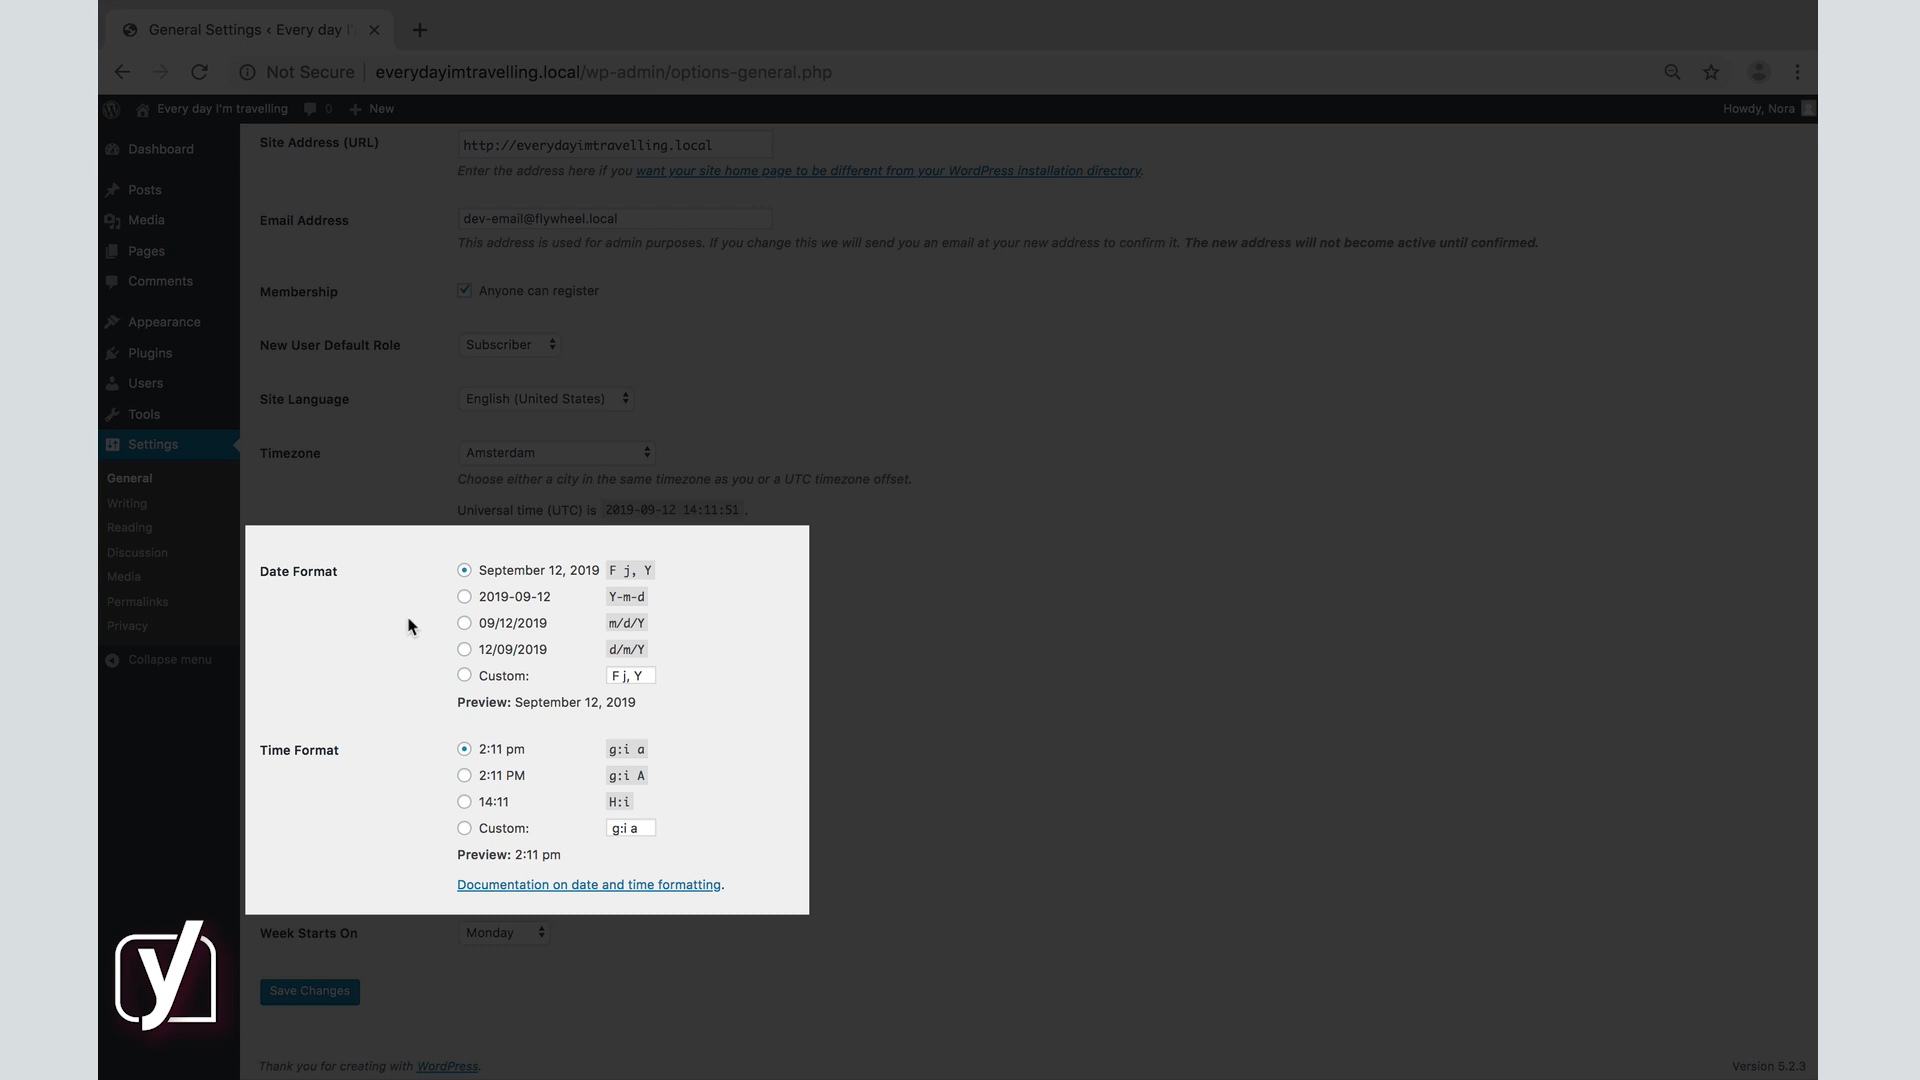 General Settings ‹ Every day I'
Not Secure everydayimtravelling.local/wp-admin/options-general.php
Every day I'm travelling 0 New Howdy, Nora
Dashboard
Posts
Media
Pages
Comments
Appearance
Plugins
Users
Tools
Settings
General
Writing
Reading
Discussion
Media
Permalinks
Privacy
Collapse menu
Site Address (URL) http://everydayimtravelling.local
Enter the address here if you want your site home page to be different from your WordPress installation directory.
Email Address dev-email@flywheel.local
This address is used for admin purposes. If you change this we will send you an email at your new address to confirm it. The new address will not become active until confirmed.
Membership Anyone can register
New User Default Role Subscriber
Site Language English (United States)
Timezone Amsterdam
Choose either a city in the same timezone as you or a UTC timezone offset.
Universal time (UTC) is 2019-09-12 14:11:51 .
Date Format September 12, 2019 F j, Y
2019-09-12 Y-m-d
09/12/2019 m/d/Y
12/09/2019 d/m/Y
Custom: F j, Y
Preview: September 12, 2019
Time Format 2:11 pm g:i a
2:11 PM g:i A
14:11 H:i
Custom: g:i a
Preview: 2:11 pm
Documentation on date and time formatting.
Week Starts On Monday
Save Changes
Thank you for creating with WordPress. Version 5.2.3
y